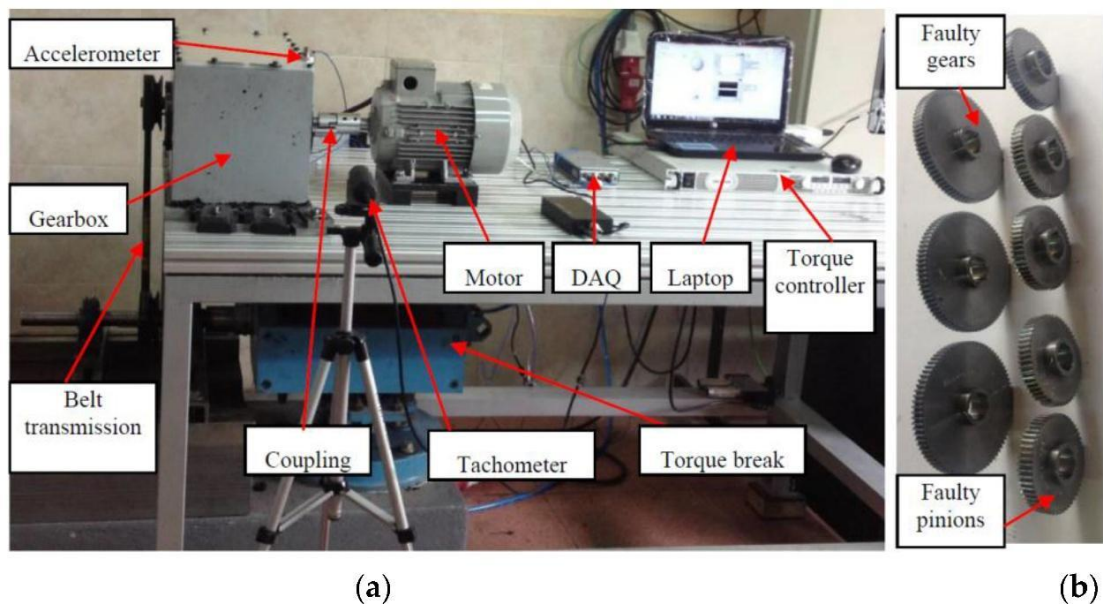 Accelerometer
Gearbox
Motor
DAQ
Laptop
Torque
controller
Belt
transmission
Coupling
Tachometer
Torque break
Faulty
gears
Faulty
pinions
(a)
(b)